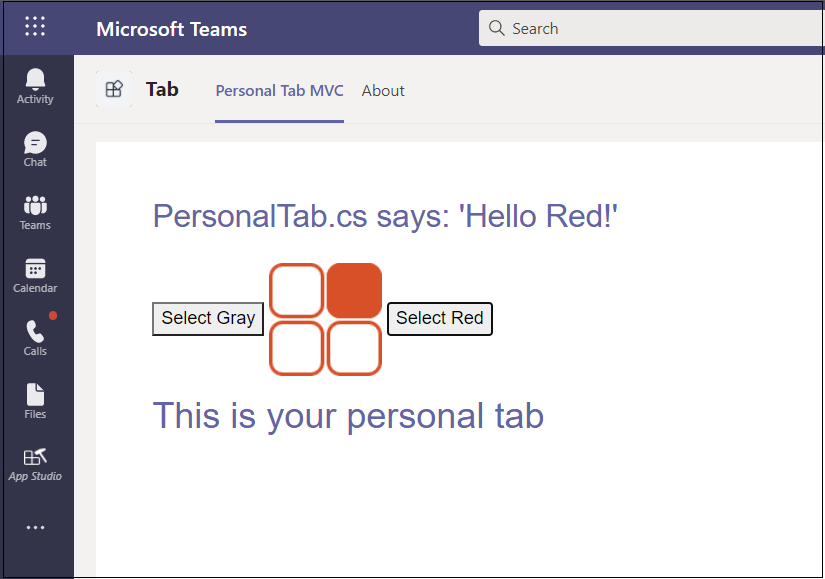 Microsoft Teams
Search
Activity
Chat
Teams
Calendar
Calls
Files
App Studio
Tab
Personal Tab MVC
About
PersonalTab.cs says: 'Hello Red!'
Select Gray
Select Red
This is your personal tab